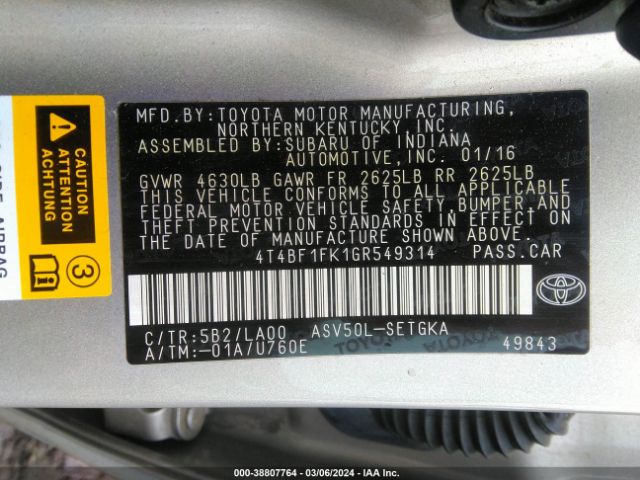 MFD.BY:TOYOTA MOTOR MANUFACTURING,
NORTHERN KENTUCKY,INC.
ASSEMBLED BY:SUBARU OF INDIANA
AUTOMOTIVE,INC. 01/16
GVWR 4630LB GAWR FR 2625LB RR 2625LB
THIS VEHICLE CONFORMS TO ALL APPLICABLE
FEDERAL MOTOR VEHICLE SAFETY, BUMPER AND
THEFT PREVENTION STANDARDS IN EFFECT ON
THE DATE OF MANUFACTURE SHOWN ABOVE.
4T4BF1FK1GR549314 PASS.CAR
C/TR:5B2/LA00 ASV50L-SETGKA
A/TM:-01A/U760E 49843
TOYOTA
CAUTION
ATTENTION
3
AIRBAG
000-38807764 — 03/06/2024 — IAA Inc.